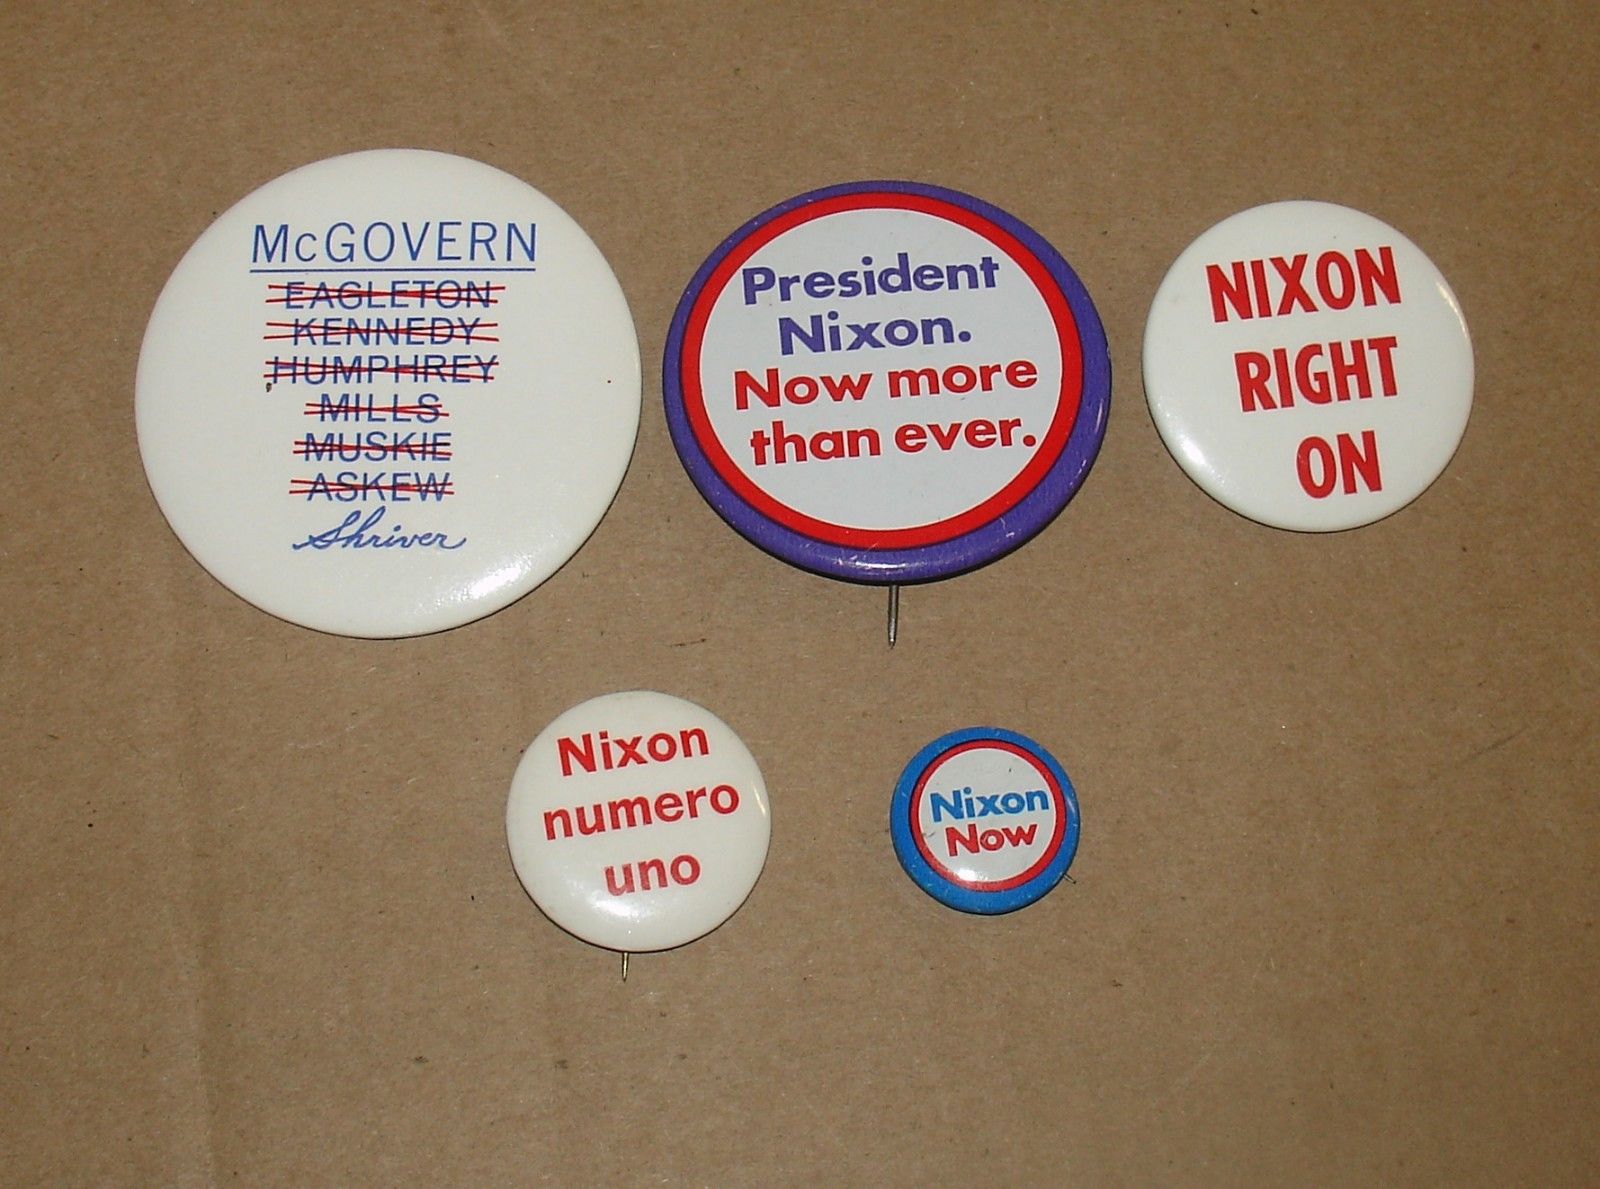 McGOVERN
EAGLETON
KENNEDY
HUMPHREY
MILLS
MUSKIE
ASKEW
Shriver
President
Nixon.
Now more
than ever.
NIXON
RIGHT
ON
Nixon
numero
uno
Nixon
Now